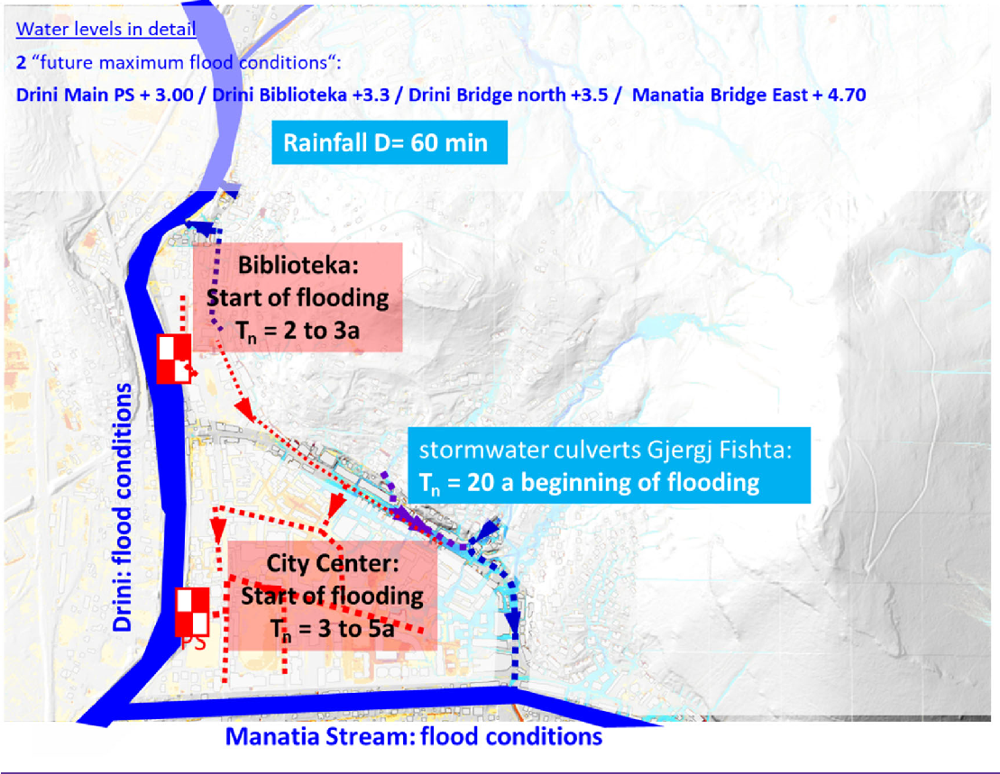 Water levels in detail
2 “future maximum flood conditions“:
Drini Main PS + 3.00 / Drini Biblioteka +3.3 / Drini Bridge north +3.5 / Manatia Bridge East + 4.70
Rainfall D= 60 min
Biblioteka:
Start of flooding
Tn = 2 to 3a
Drini: flood conditions
stormwater culverts Gjergj Fishta:
Tn = 20 a beginning of flooding
City Center:
Start of flooding
Tn = 3 to 5a
PS
Manatia Stream: flood conditions